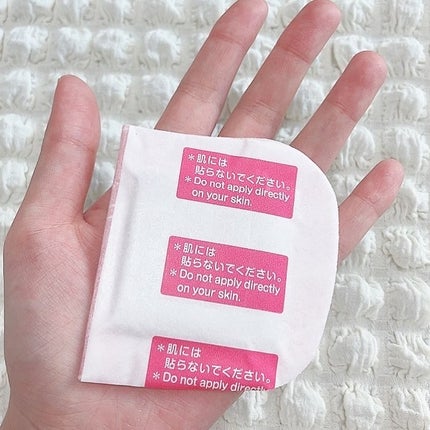 ＊肌には
貼らないでください。
＊Do not apply directly
on your skin.
＊肌には
貼らないでください。
＊Do not apply directly
on your skin.
＊肌には
貼らないでください。
＊Do not apply directly